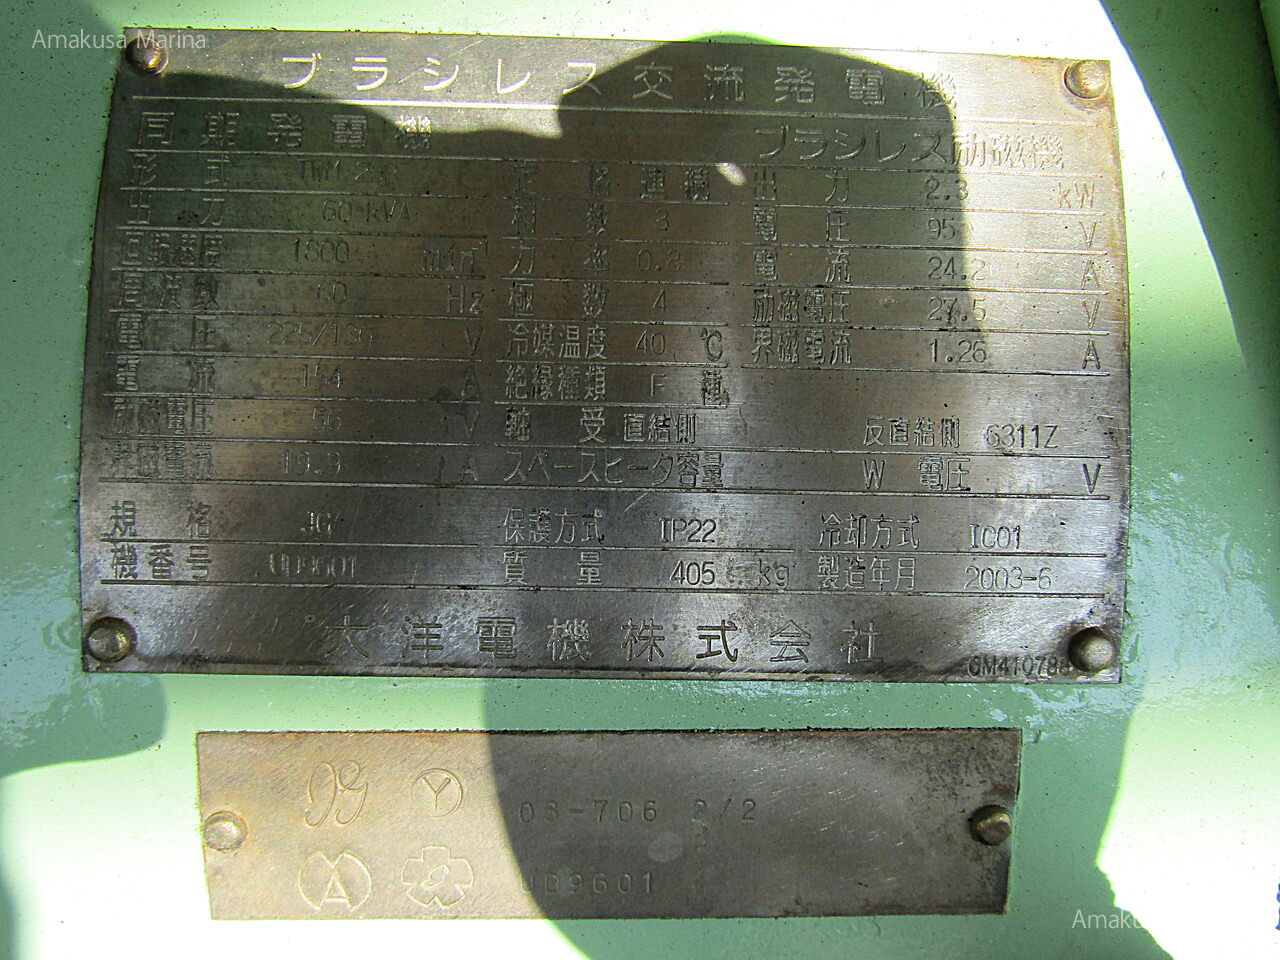 Amakusa Marina
ブラシレス交流発電機
同期発電機 ブラシレス励磁機
形式 定格 連続 出力 2.3 kW
出力 60 kVA 相数 3 電圧 95 V
回転速度 1800 min⁻¹ 力率 0.8 電流 24.2 A
周波数 60 Hz 極数 4 励磁電圧 27.5 V
電圧 225/130 V 冷媒温度 40 ℃ 界磁電流 1.26 A
電流 154 A 絶縁種類 F 種
励磁電圧 56 V 軸受 直結側 反直結側 6311Z
界磁電流 19.9 A スペースヒータ容量 W 電圧 V
規格 JG 保護方式 IP22 冷却方式 IC01
機番号 UD9601 質量 405 kg 製造年月 2003-6
大洋電機株式会社
JG Y 03-706 2/2
A UD9601
Amaku